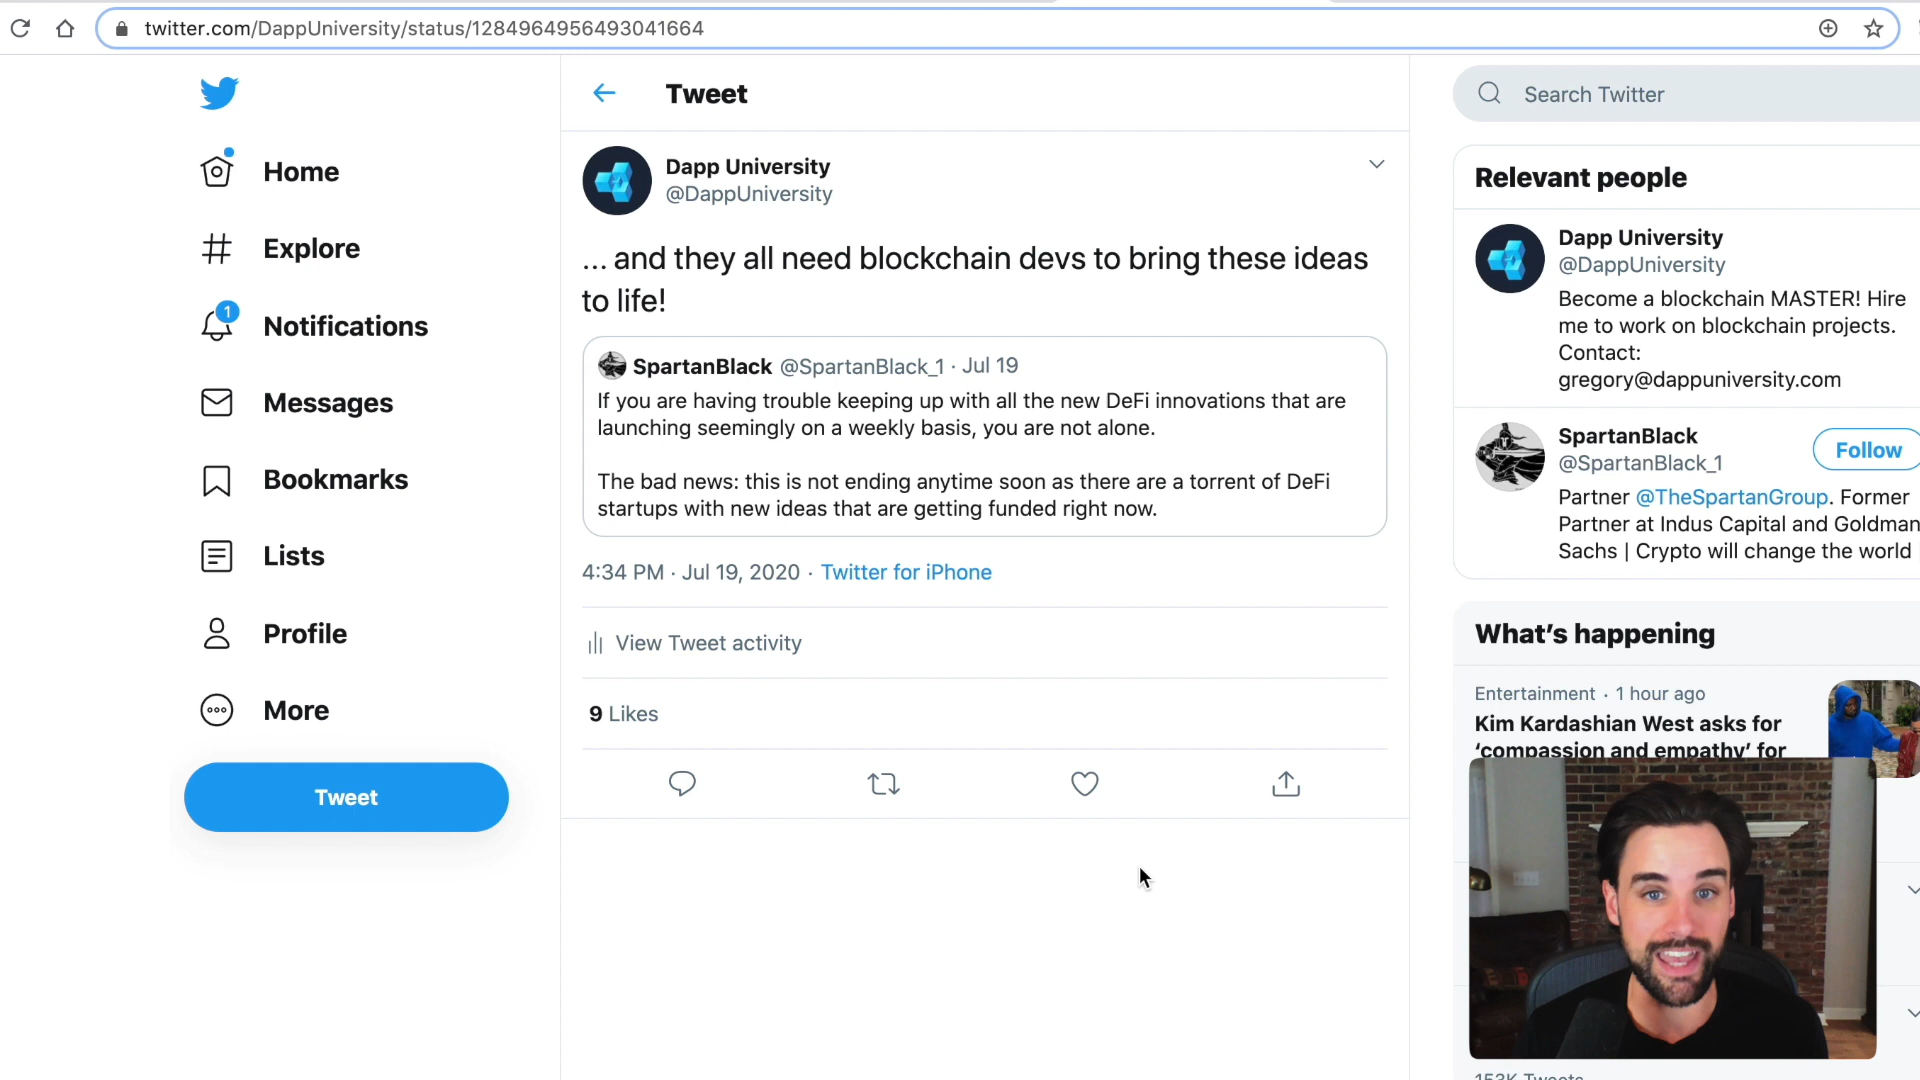 twitter.com/DappUniversity/status/1284964956493041664
Home
Explore
1
Notifications
Messages
Bookmarks
Lists
Profile
More
Tweet
Tweet
Dapp University
@DappUniversity
... and they all need blockchain devs to bring these ideas
to life!
SpartanBlack @SpartanBlack_1 · Jul 19
If you are having trouble keeping up with all the new DeFi innovations that are
launching seemingly on a weekly basis, you are not alone.
The bad news: this is not ending anytime soon as there are a torrent of DeFi
startups with new ideas that are getting funded right now.
4:34 PM · Jul 19, 2020 · Twitter for iPhone
View Tweet activity
9 Likes
Search Twitter
Relevant people
Dapp University
@DappUniversity
Become a blockchain MASTER! Hire
me to work on blockchain projects.
Contact:
gregory@dappuniversity.com
SpartanBlack
@SpartanBlack_1
Follow
Partner @TheSpartanGroup. Former
Partner at Indus Capital and Goldman
Sachs | Crypto will change the world
What's happening
Entertainment · 1 hour ago
Kim Kardashian West asks for
'compassion and empathy' for
153K Tweets